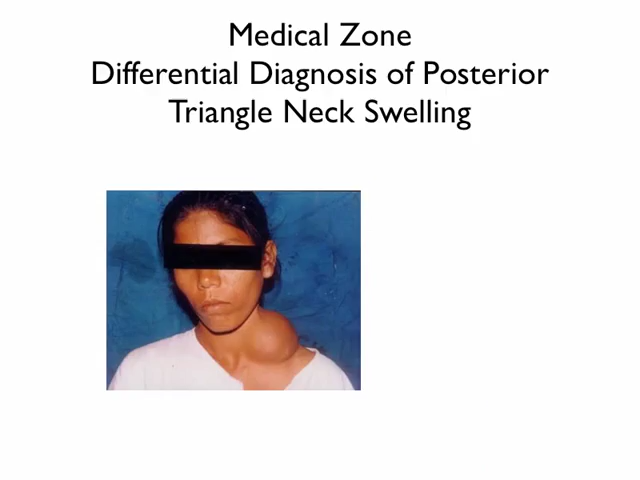 Medical Zone
Differential Diagnosis of Posterior
Triangle Neck Swelling